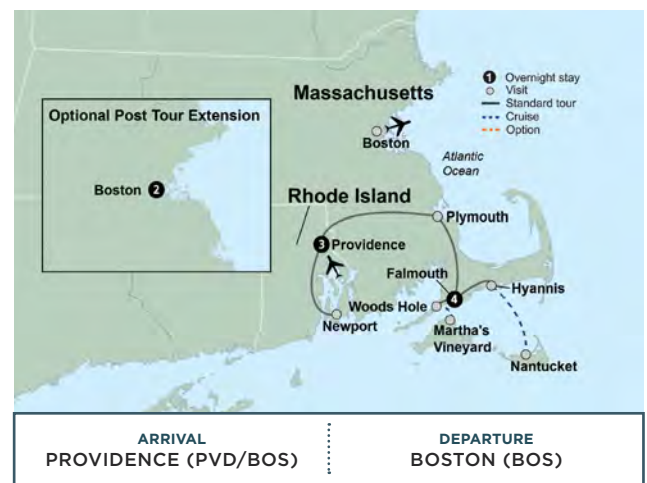 Massachusetts
1 Overnight stay
Visit
Standard tour
Cruise
Option
Optional Post Tour Extension
Boston 2
Boston
Atlantic
Ocean
Rhode Island
Plymouth
3 Providence
Falmouth
4
Hyannis
Woods Hole
Newport
Martha's
Vineyard
Nantucket
ARRIVAL
PROVIDENCE (PVD/BOS)
DEPARTURE
BOSTON (BOS)